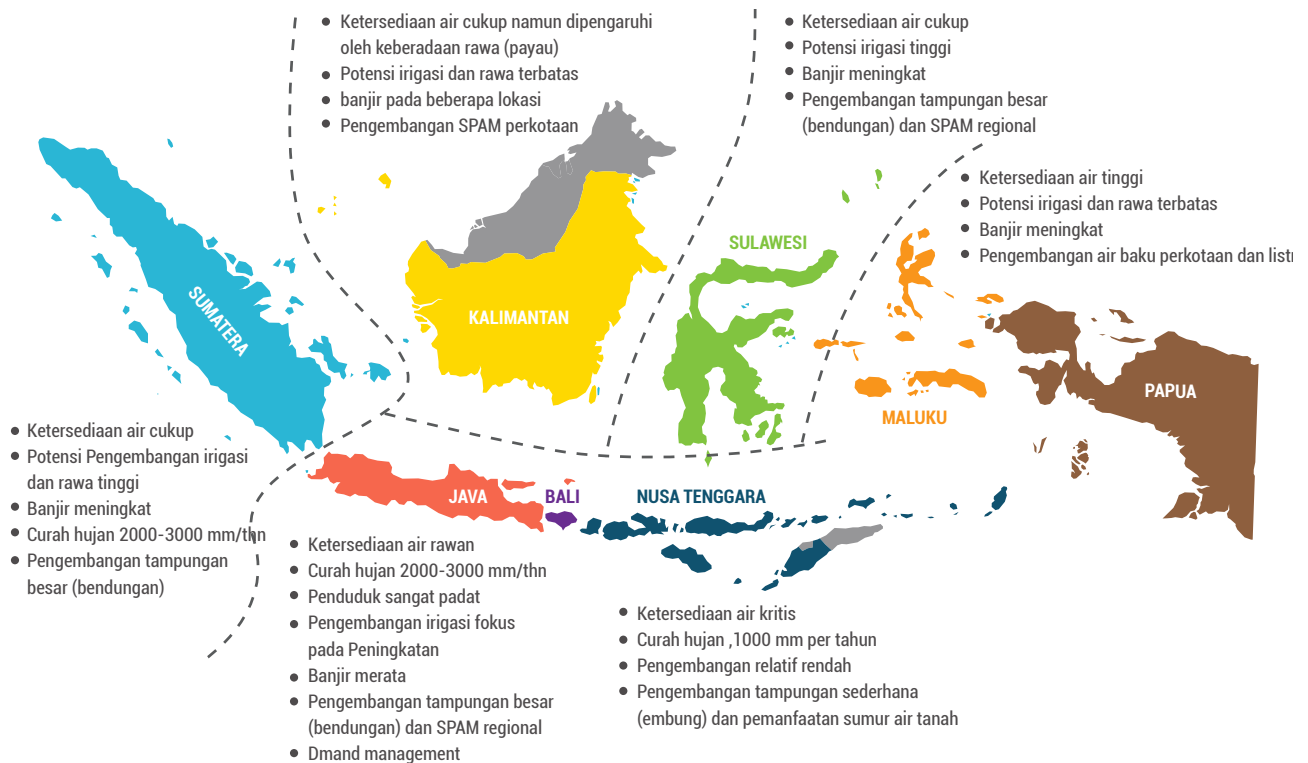 • Ketersediaan air cukup namun dipengaruhi
oleh keberadaan rawa (payau)
• Potensi irigasi dan rawa terbatas
• banjir pada beberapa lokasi
• Pengembangan SPAM perkotaan
• Ketersediaan air cukup
• Potensi irigasi tinggi
• Banjir meningkat
• Pengembangan tampungan besar
(bendungan) dan SPAM regional
• Ketersediaan air tinggi
• Potensi irigasi dan rawa terbatas
• Banjir meningkat
• Pengembangan air baku perkotaan dan listr
SUMATERA
KALIMANTAN
SULAWESI
MALUKU
PAPUA
JAVA
BALI
NUSA TENGGARA
• Ketersediaan air cukup
• Potensi Pengembangan irigasi
dan rawa tinggi
• Banjir meningkat
• Curah hujan 2000-3000 mm/thn
• Pengembangan tampungan
besar (bendungan)
• Ketersediaan air rawan
• Curah hujan 2000-3000 mm/thn
• Penduduk sangat padat
• Pengembangan irigasi fokus
pada Peningkatan
• Banjir merata
• Pengembangan tampungan besar
(bendungan) dan SPAM regional
• Dmand management
• Ketersediaan air kritis
• Curah hujan ,1000 mm per tahun
• Pengembangan relatif rendah
• Pengembangan tampungan sederhana
(embung) dan pemanfaatan sumur air tanah